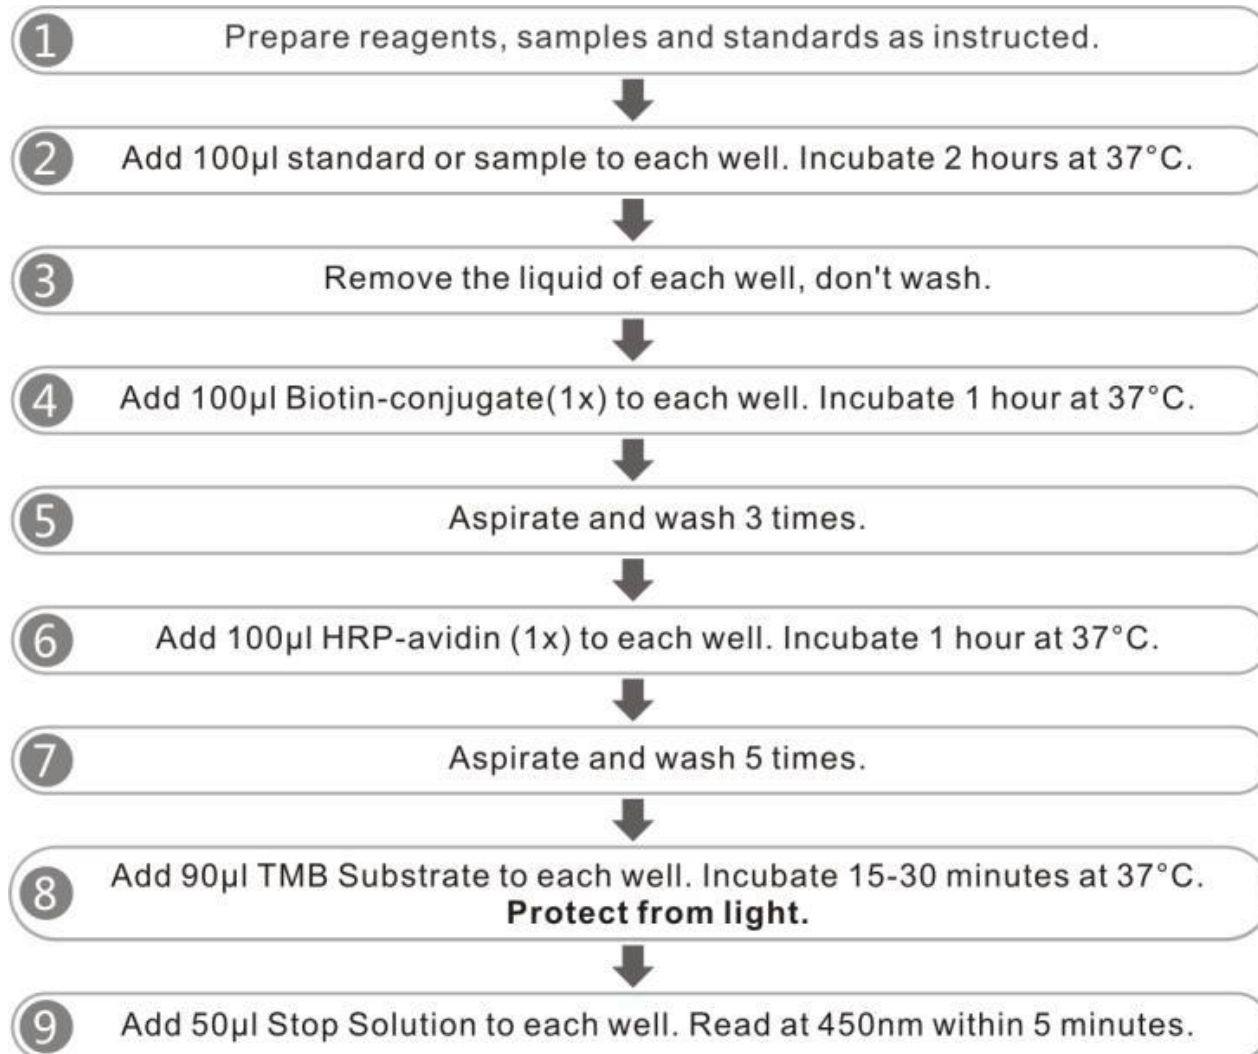 1 Prepare reagents, samples and standards as instructed.
2 Add 100μl standard or sample to each well. Incubate 2 hours at 37°C.
3 Remove the liquid of each well, don't wash.
4 Add 100μl Biotin-conjugate(1x) to each well. Incubate 1 hour at 37°C.
5 Aspirate and wash 3 times.
6 Add 100μl HRP-avidin (1x) to each well. Incubate 1 hour at 37°C.
7 Aspirate and wash 5 times.
8 Add 90μl TMB Substrate to each well. Incubate 15-30 minutes at 37°C.
Protect from light.
9 Add 50μl Stop Solution to each well. Read at 450nm within 5 minutes.